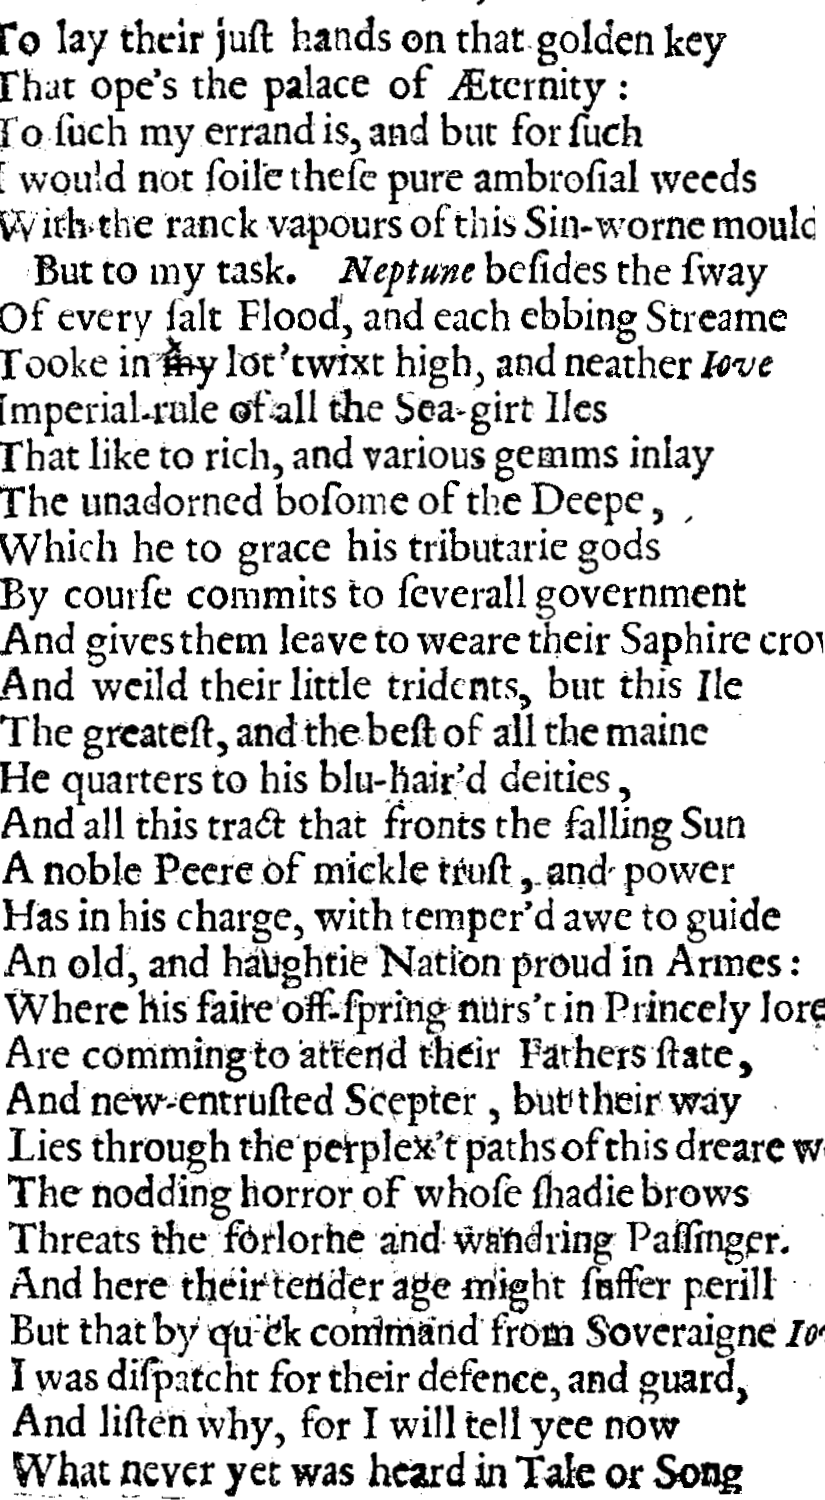 To lay their juſt hands on that golden key
That ope's the palace of Æternity :
To ſuch my errand is, and but for ſuch
I would not ſoile theſe pure ambroſial weeds
With the ranck vapours of this Sin-worne mould
But to my task. Neptune beſides the ſway
Of every ſalt Flood, and each ebbing Streame
Tooke in my lot 'twixt high, and neather Iove
Imperial rule of all the Sea-girt Iles
That like to rich, and various gemms inlay
The unadorned boſome of the Deepe,
Which he to grace his tributarie gods
By courſe commits to ſeverall government
And gives them leave to weare their Saphire crow
And weild their little tridents, but this Ile
The greateſt, and the beſt of all the maine
He quarters to his blu-hair'd deities,
And all this tract that fronts the falling Sun
A noble Peere of mickle truſt, and power
Has in his charge, with temper'd awe to guide
An old, and haughtie Nation proud in Armes :
Where his faire off-ſpring nurs't in Princely lore
Are comming to attend their Fathers ſtate,
And new-entruſted Scepter, but their way
Lies through the perplex't paths of this dreare w
The nodding horror of whoſe ſhadie brows
Threats the forlorne and wandring Paſſinger.
And here their tender age might ſuffer perill
But that by quick command from Soveraigne Io
I was diſpatcht for their defence, and guard,
And liſten why, for I will tell yee now
What never yet was heard in Tale or Song